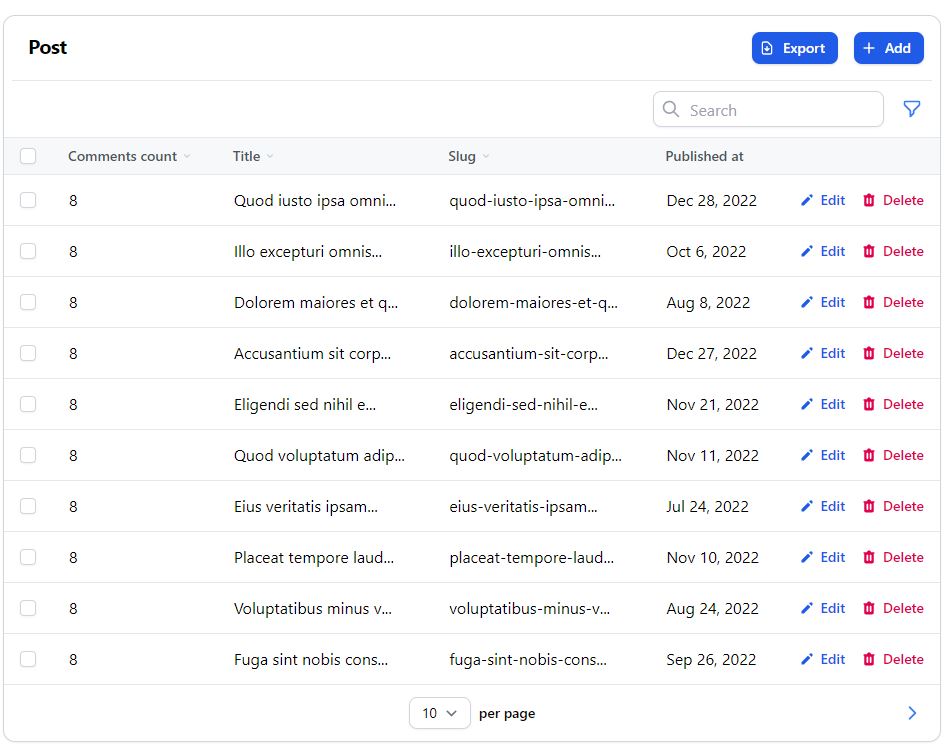 Post
Export
Add
Search
Comments count Title Slug Published at
8 Quod iusto ipsa omni... quod-iusto-ipsa-omni... Dec 28, 2022 Edit Delete
8 Illo excepturi omnis... illo-excepturi-omnis... Oct 6, 2022 Edit Delete
8 Dolorem maiores et q... dolorem-maiores-et-q... Aug 8, 2022 Edit Delete
8 Accusantium sit corp... accusantium-sit-corp... Dec 27, 2022 Edit Delete
8 Eligendi sed nihil e... eligendi-sed-nihil-e... Nov 21, 2022 Edit Delete
8 Quod voluptatum adip... quod-voluptatum-adip... Nov 11, 2022 Edit Delete
8 Eius veritatis ipsam... eius-veritatis-ipsam... Jul 24, 2022 Edit Delete
8 Placeat tempore laud... placeat-tempore-laud... Nov 10, 2022 Edit Delete
8 Voluptatibus minus v... voluptatibus-minus-v... Aug 24, 2022 Edit Delete
8 Fuga sint nobis cons... fuga-sint-nobis-cons... Sep 26, 2022 Edit Delete
10 per page